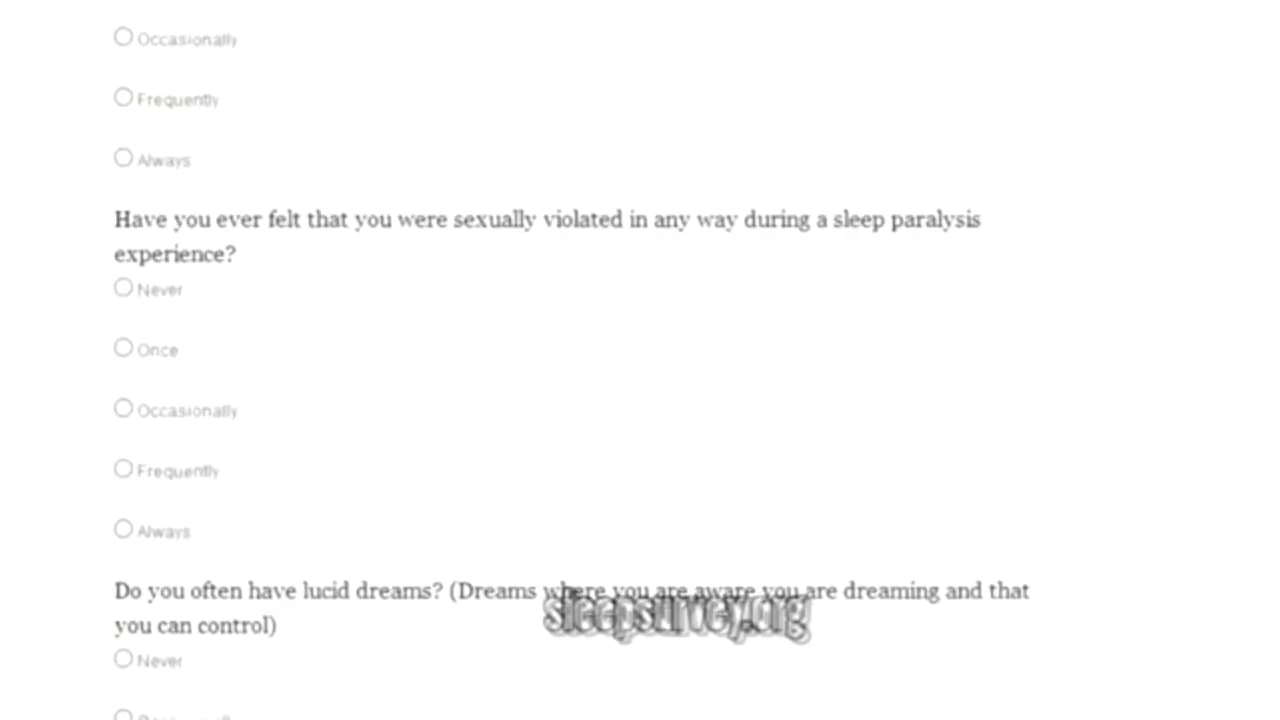 Occasionally
Frequently
Always
Have you ever felt that you were sexually violated in any way during a sleep paralysis
experience?
Never
Once
Occasionally
Frequently
Always
Do you often have lucid dreams? (Dreams where you are aware you are dreaming and that
you can control)
sleepsurvey.org
Never
Occasionally